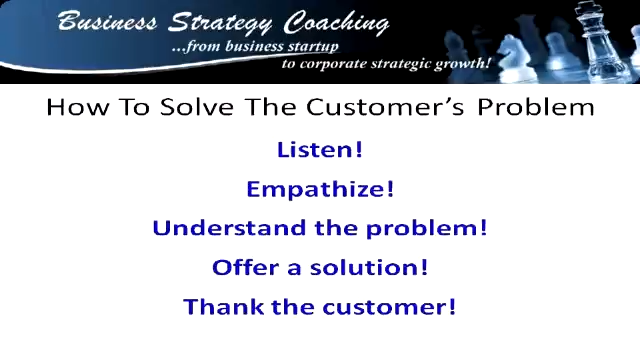 Business Strategy Coaching
...from business startup
to corporate strategic growth!
How To Solve The Customer’s Problem
Listen!
Empathize!
Understand the problem!
Offer a solution!
Thank the customer!